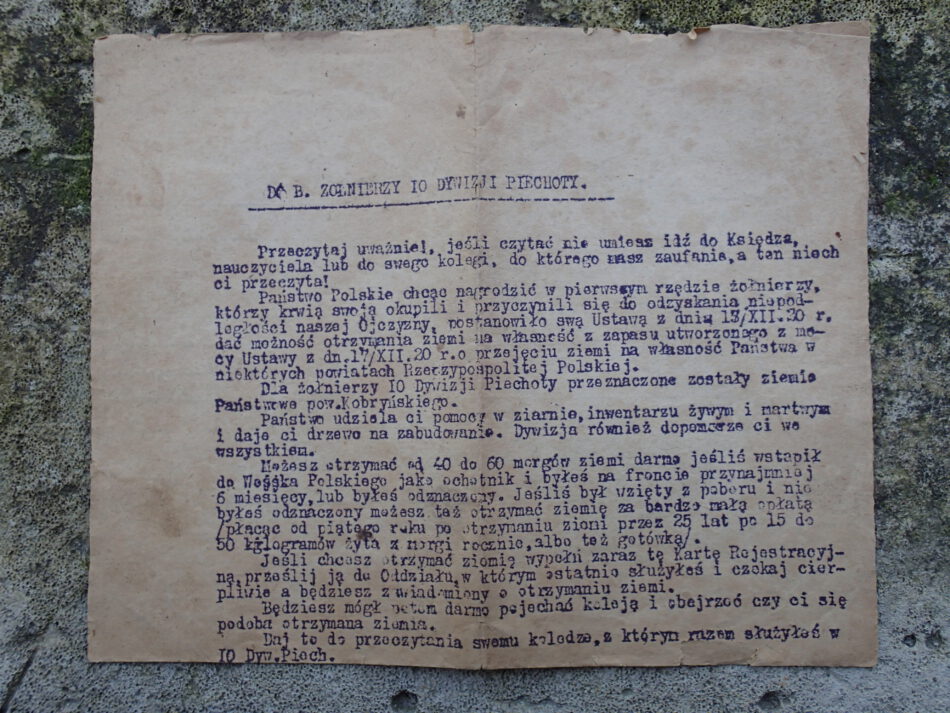 DO B. ZOŁNIERZY IO DYWIZJI PIECHOTY.
Przeczytaj uważnie!, jeśli czytać nie umiesz idź do Księdza,
nauczyciela lub do swego kolegi, do którego masz zaufanie, a ten niech
ci przeczyta!
Państwo Polskie chcąc nagrodzić w pierwszym rzędzie żołnierzy,
którzy krwią swoją okupili i przyczynili się do odzyskania niepod-
ległości naszej Ojczyzny, postanowiło swą Ustawą z dnia 18/XII.20 r.
dać możność otrzymania ziemi na własność z zapasu utworzonego z mo-
cy Ustawy z dn.17/XII.20 r.o przejęciu ziemi na własność Państwa w
niektórych powiatach Rzeczypospolitej Polskiej.
Dla żołnierzy IO Dywizji Piechoty przeznaczone zostały ziemie
Państwowe pow.Kobryńskiego.
Państwo udziela ci pomocy w ziarnie, inwentarzu żywym i martwym
i daje ci drzewo na zabudowanie. Dywizja również dopomoże ci we
wszystkiem.
Możesz otrzymać od 40 do 60 morgów ziemi darmo jeśliś wstąpił
do Polskiego jako ochotnik i byłeś na froncie przynajmniej
6 miesięcy, lub byłeś odznaczony. Jeśliś był wzięty z poboru i nie
byłeś odznaczony możesz też otrzymać ziemię za bardzo małą opłatą
/płacąc od piątego roku po otrzymaniu ziemi przez 25 lat po 15 do
50 kilogramów żyta z morgi rocznie, albo też gotówką/.
Jeśli chcesz otrzymać ziemię wypełni zaraz tę Kartę Rejestracyj-
ną, prześlij ją do Oddziału, w którym ostatnio służyłeś i czekaj cier-
pliwie a będziesz zawiadomiony o otrzymaniu ziemi.
Będziesz mógł potem darmo pojechać koleją i obejrzeć czy ci się
podoba otrzymana ziemia.
Daj to do przeczytania swemu koledze, z którym razem służyłeś w
IO Dyw.Piech.